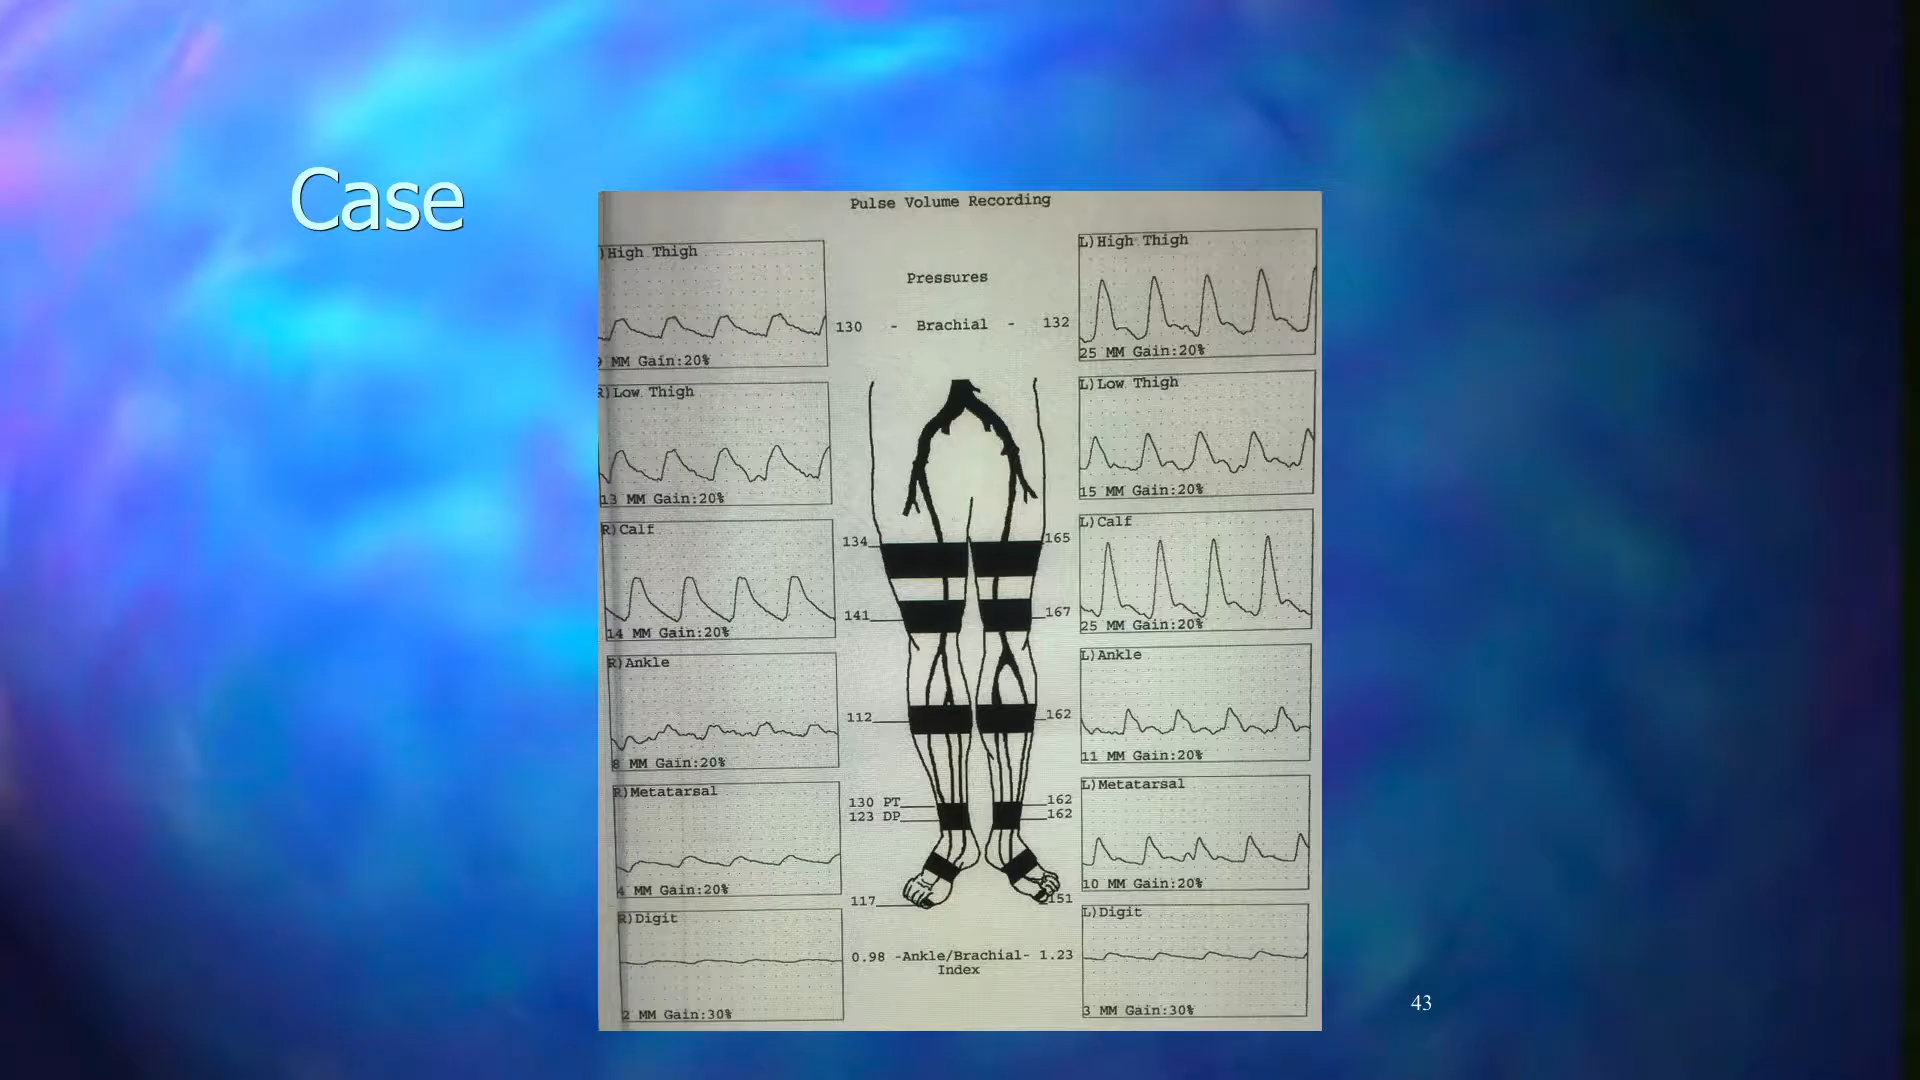 Case
Pulse Volume Recording
)High Thigh
9 MM Gain:20%
R)Low Thigh
13 MM Gain:20%
R)Calf
14 MM Gain:20%
R)Ankle
8 MM Gain:20%
R)Metatarsal
4 MM Gain:20%
R)Digit
2 MM Gain:30%
Pressures
130 - Brachial - 132
134 165
141 167
112 162
130 PT 162
123 DP 162
117 151
0.98 -Ankle/Brachial- 1.23
Index
L)High Thigh
25 MM Gain:20%
L)Low Thigh
15 MM Gain:20%
L)Calf
25 MM Gain:20%
L)Ankle
11 MM Gain:20%
L)Metatarsal
10 MM Gain:20%
L)Digit
3 MM Gain:30%
43